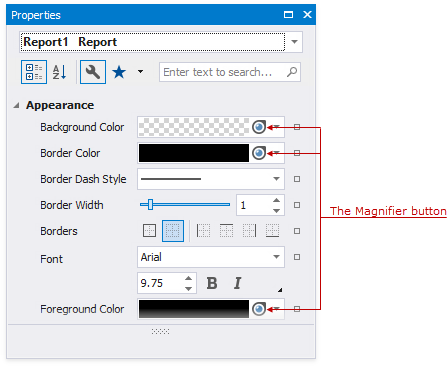 Properties
Report1 Report
A
Z
Enter text to search...
Appearance
Background Color
Border Color
Border Dash Style
Border Width 1
The Magnifier button
Borders
Font Arial
9.75 B I
Foreground Color